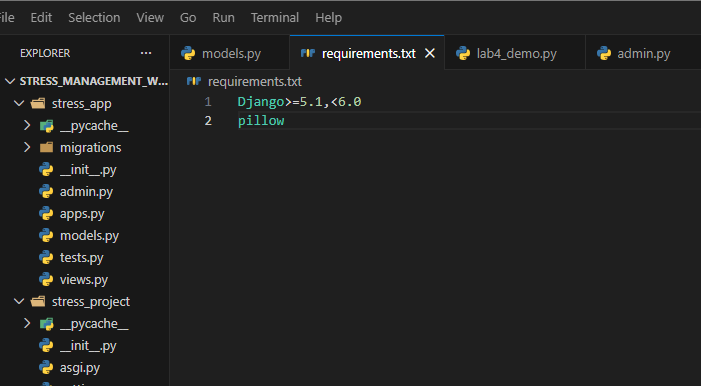 File Edit Selection View Go Run Terminal Help
EXPLORER ...
models.py requirements.txt lab4_demo.py admin.py
STRESS_MANAGEMENT_W...
requirements.txt
1 Django>=5.1,<6.0
2 pillow
stress_app
__pycache__
migrations
__init__.py
admin.py
apps.py
models.py
tests.py
views.py
stress_project
__pycache__
__init__.py
asgi.py